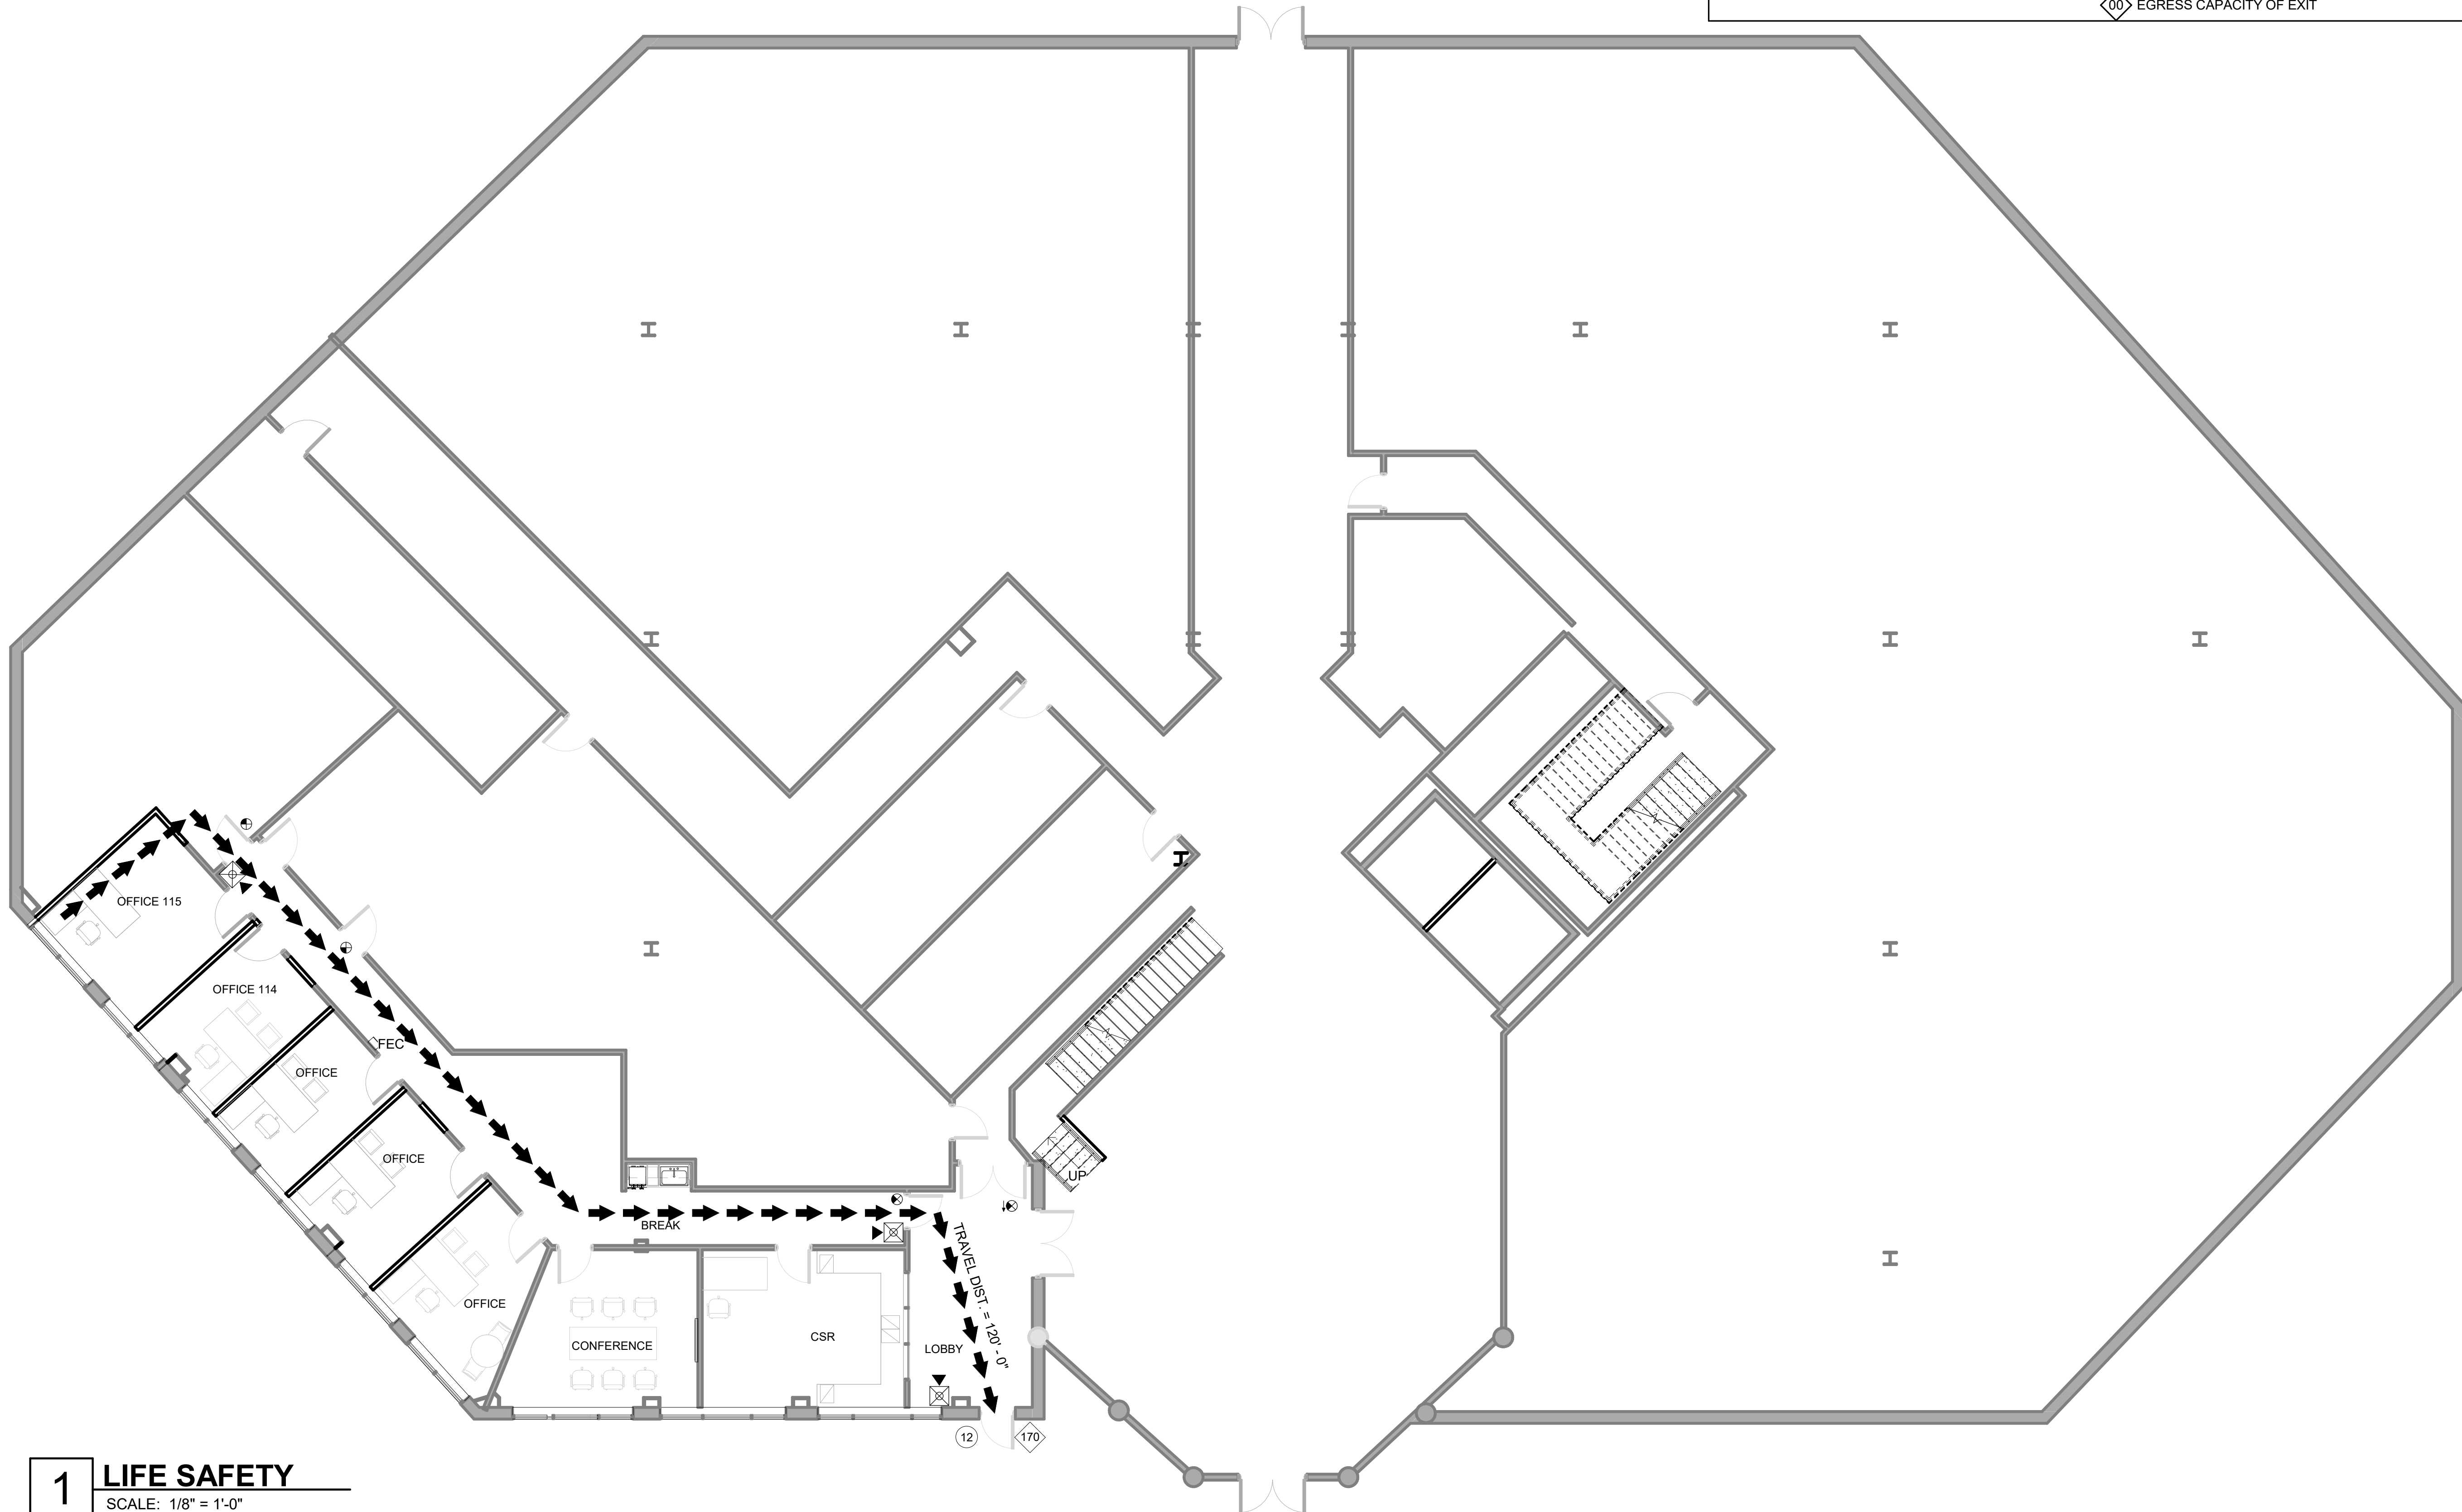 00 EGRESS CAPACITY OF EXIT
OFFICE 115
OFFICE 114
FEC
OFFICE
OFFICE
UP
BREAK
TRAVEL DIST. = 120' - 0"
OFFICE
CSR
CONFERENCE
LOBBY
12
170
1
LIFE SAFETY
SCALE: 1/8" = 1'-0"